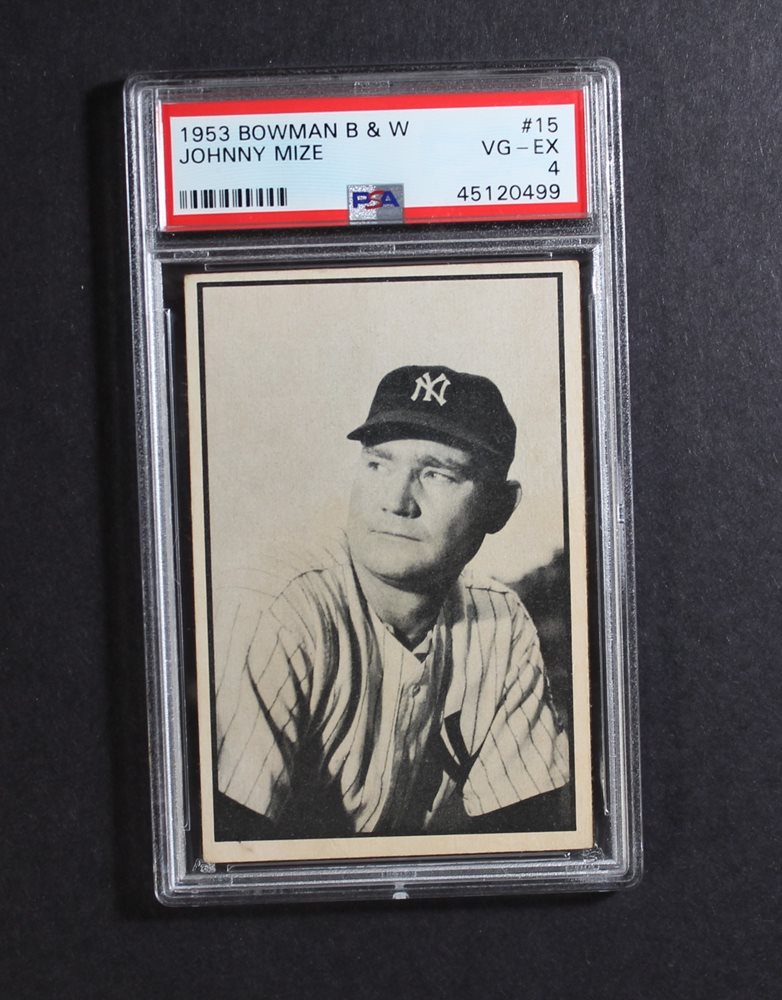 1953 BOWMAN B & W #15
JOHNNY MIZE VG-EX
4
PSA 45120499
NY